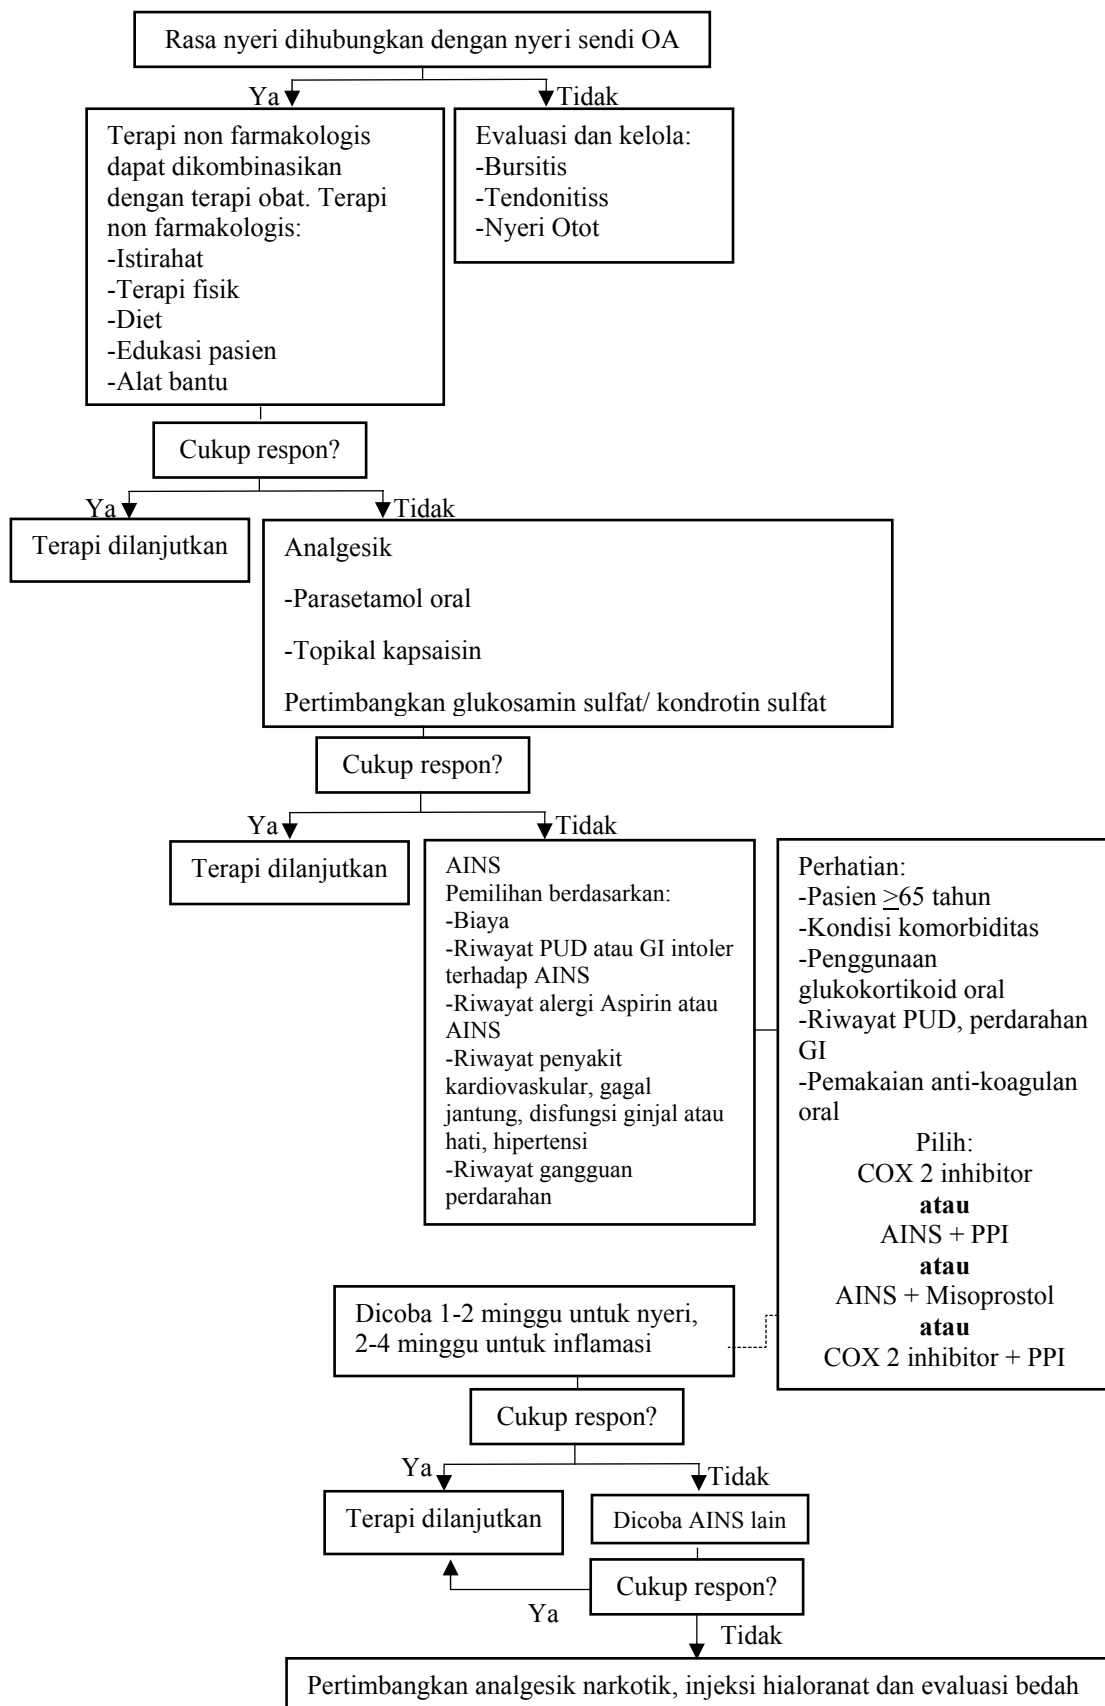 Rasa nyeri dihubungkan dengan nyeri sendi OA
Ya
Tidak
Terapi non farmakologis
dapat dikombinasikan
dengan terapi obat. Terapi
non farmakologis:
-Istirahat
-Terapi fisik
-Diet
-Edukasi pasien
-Alat bantu
Evaluasi dan kelola:
-Bursitis
-Tendonitiss
-Nyeri Otot
Cukup respon?
Ya
Tidak
Terapi dilanjutkan
Analgesik
-Parasetamol oral
-Topikal kapsaisin
Pertimbangkan glukosamin sulfat/ kondrotin sulfat
Cukup respon?
Ya
Tidak
Terapi dilanjutkan
AINS
Pemilihan berdasarkan:
-Biaya
-Riwayat PUD atau GI intoler
terhadap AINS
-Riwayat alergi Aspirin atau
AINS
-Riwayat penyakit
kardiovaskular, gagal
jantung, disfungsi ginjal atau
hati, hipertensi
-Riwayat gangguan
perdarahan
Perhatian:
-Pasien ≥65 tahun
-Kondisi komorbiditas
-Penggunaan
glukokortikoid oral
-Riwayat PUD, perdarahan
GI
-Pemakaian anti-koagulan
oral
Pilih:
COX 2 inhibitor
atau
AINS + PPI
atau
AINS + Misoprostol
atau
COX 2 inhibitor + PPI
Dicoba 1-2 minggu untuk nyeri,
2-4 minggu untuk inflamasi
Cukup respon?
Ya
Tidak
Terapi dilanjutkan
Dicoba AINS lain
Cukup respon?
Ya
Tidak
Pertimbangkan analgesik narkotik, injeksi hialoranat dan evaluasi bedah